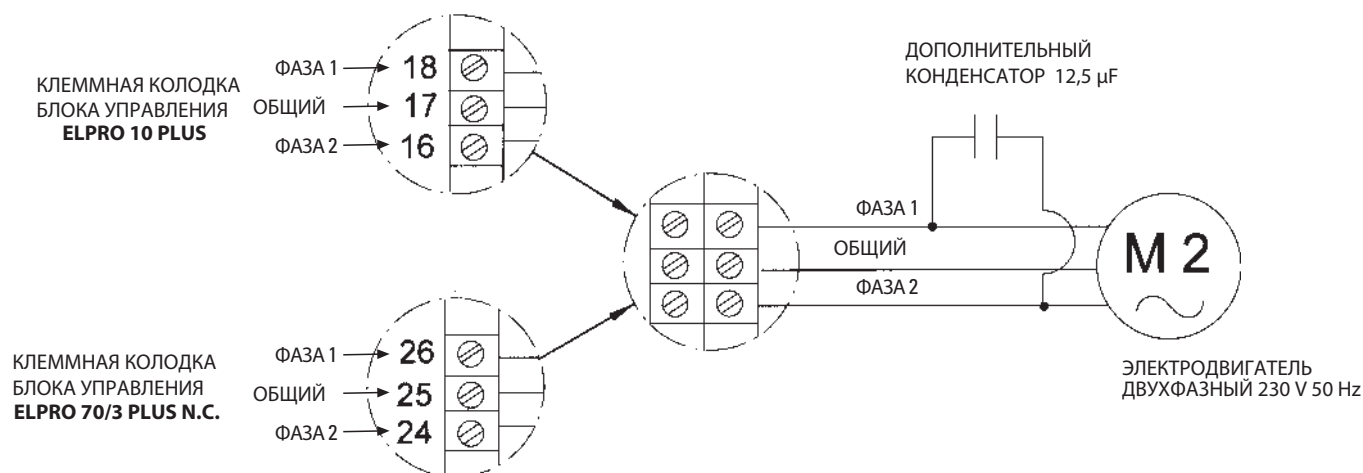 КЛЕММНАЯ КОЛОДКА
БЛОКА УПРАВЛЕНИЯ
ELPRO 10 PLUS
ФАЗА 1
18
ОБЩИЙ
17
ФАЗА 2
16
ДОПОЛНИТЕЛЬНЫЙ
КОНДЕНСАТОР 12,5 µF
ФАЗА 1
ОБЩИЙ
ФАЗА 2
M 2
ЭЛЕКТРОДВИГАТЕЛЬ
ДВУХФАЗНЫЙ 230 V 50 Hz
КЛЕММНАЯ КОЛОДКА
БЛОКА УПРАВЛЕНИЯ
ELPRO 70/3 PLUS N.C.
ФАЗА 1
26
ОБЩИЙ
25
ФАЗА 2
24